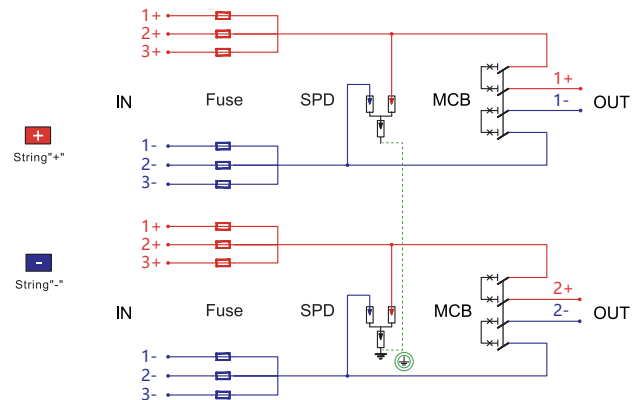 1+
2+
3+
IN
Fuse
SPD
MCB
1+
1-
OUT
+
String"+"
1-
2-
3-
1+
2+
3+
-
String"-"
IN
Fuse
SPD
MCB
2+
2-
OUT
1-
2-
3-